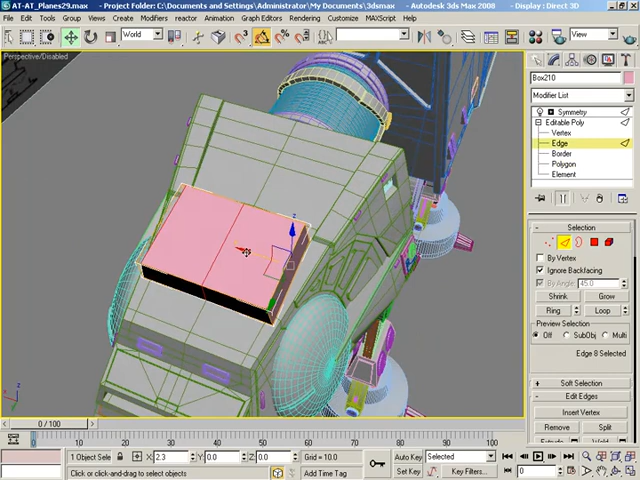 AT-AT_Planes29.max - Project Folder: C:\Documents and Settings\Administrator\My Documents\3dsmax - Autodesk 3ds Max 2008 - Display : Direct 3D
File Edit Tools Group Views Create Modifiers reactor Animation Graph Editors Rendering Customize MAXScript Help
World View
Perspective/Disabled
z
Box210
Modifier List
Symmetry
Editable Poly
Vertex
Edge
Border
Polygon
Element
Selection
By Vertex
Ignore Backfacing
By Angle: 45.0
Shrink Grow
Ring Loop
Preview Selection
Off SubObj Multi
Edge 8 Selected
Soft Selection
Edit Edges
Insert Vertex
Remove Split
0 / 100
0 10 20 30 40 50 60 70 80 90 100
1 Object Sele X: 2.3 Y: 0.0 Z: 0.0 Grid = 10.0 Auto Key Selected
Click or click-and-drag to select objects Add Time Tag Set Key Key Filters... 0